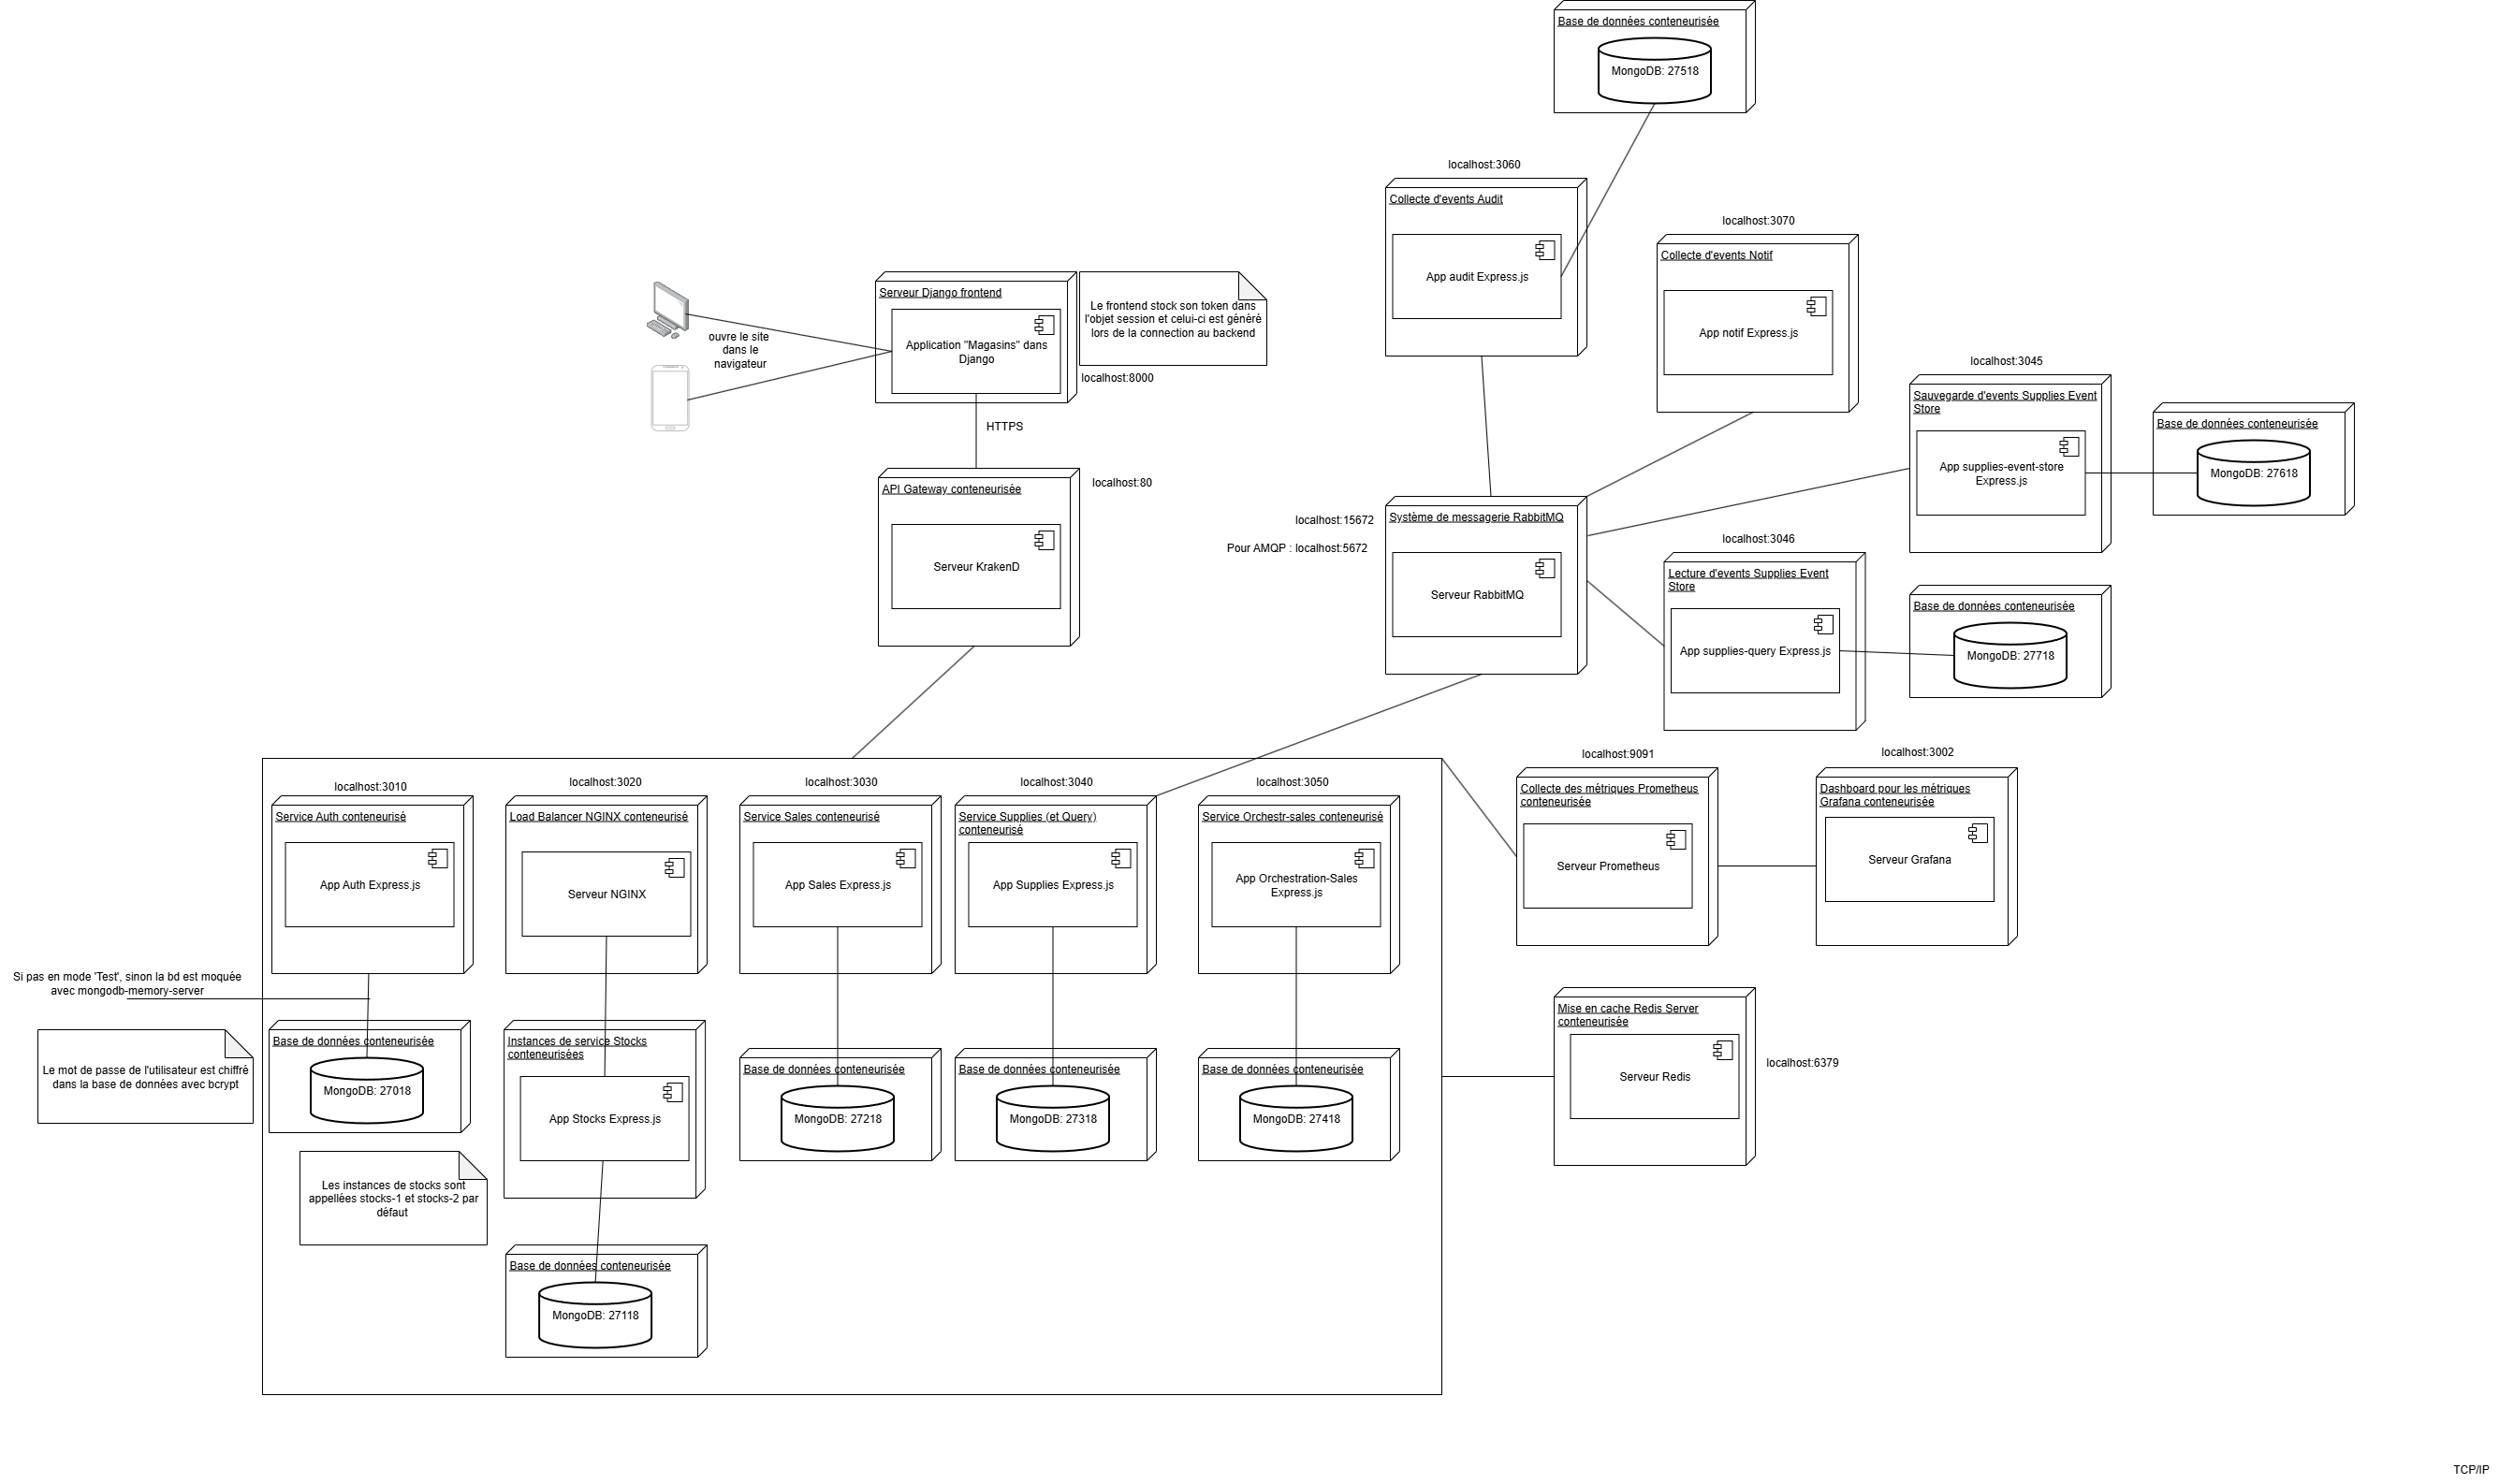 Base de données conteneurisée
MongoDB: 27518
localhost:3060
Collecte d'events Audit
App audit Express.js
localhost:3070
Collecte d'events Notif
App notif Express.js
ouvre le site
dans le
navigateur
Serveur Django frontend
Application "Magasins" dans
Django
Le frontend stock son token dans
l'objet session et celui-ci est généré
lors de la connection au backend
localhost:8000
HTTPS
localhost:3045
Sauvegarde d'events Supplies Event
Store
App supplies-event-store
Express.js
Base de données conteneurisée
MongoDB: 27618
API Gateway conteneurisée
Serveur KrakenD
localhost:80
localhost:15672
Pour AMQP : localhost:5672
Système de messagerie RabbitMQ
Serveur RabbitMQ
localhost:3046
Lecture d'events Supplies Event
Store
App supplies-query Express.js
Base de données conteneurisée
MongoDB: 27718
localhost:3010
Service Auth conteneurisé
App Auth Express.js
localhost:3020
Load Balancer NGINX conteneurisé
Serveur NGINX
localhost:3030
Service Sales conteneurisé
App Sales Express.js
localhost:3040
Service Supplies (et Query)
conteneurisé
App Supplies Express.js
localhost:3050
Service Orchestr-sales conteneurisé
App Orchestration-Sales
Express.js
localhost:9091
Collecte des métriques Prometheus
conteneurisée
Serveur Prometheus
localhost:3002
Dashboard pour les métriques
Grafana conteneurisée
Serveur Grafana
Si pas en mode 'Test', sinon la bd est moquée
avec mongodb-memory-server
Le mot de passe de l'utilisateur est chiffré
dans la base de données avec bcrypt
Base de données conteneurisée
MongoDB: 27018
Instances de service Stocks
conteneurisées
App Stocks Express.js
Base de données conteneurisée
MongoDB: 27218
Base de données conteneurisée
MongoDB: 27318
Base de données conteneurisée
MongoDB: 27418
Mise en cache Redis Server
conteneurisée
Serveur Redis
localhost:6379
Les instances de stocks sont
appellées stocks-1 et stocks-2 par
défaut
Base de données conteneurisée
MongoDB: 27118
TCP/IP